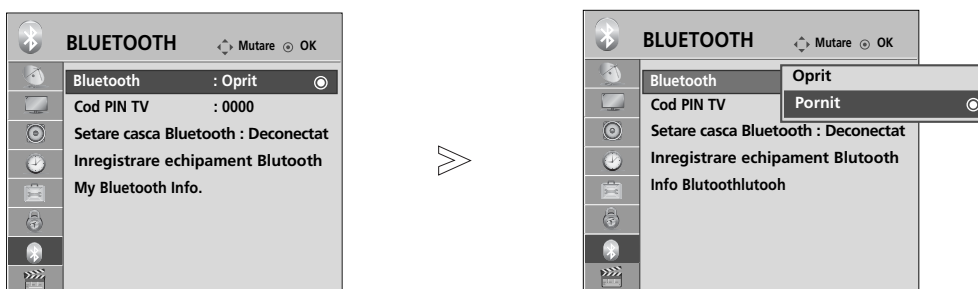 BLUETOOTH Mutare OK
Bluetooth : Oprit
Cod PIN TV : 0000
Setare casca Bluetooth : Deconectat
Inregistrare echipament Blutooth
My Bluetooth Info.
BLUETOOTH Mutare OK
Bluetooth Oprit
Cod PIN TV Pornit
Setare casca Bluetooth : Deconectat
Inregistrare echipament Blutooth
Info Blutoothlutooh